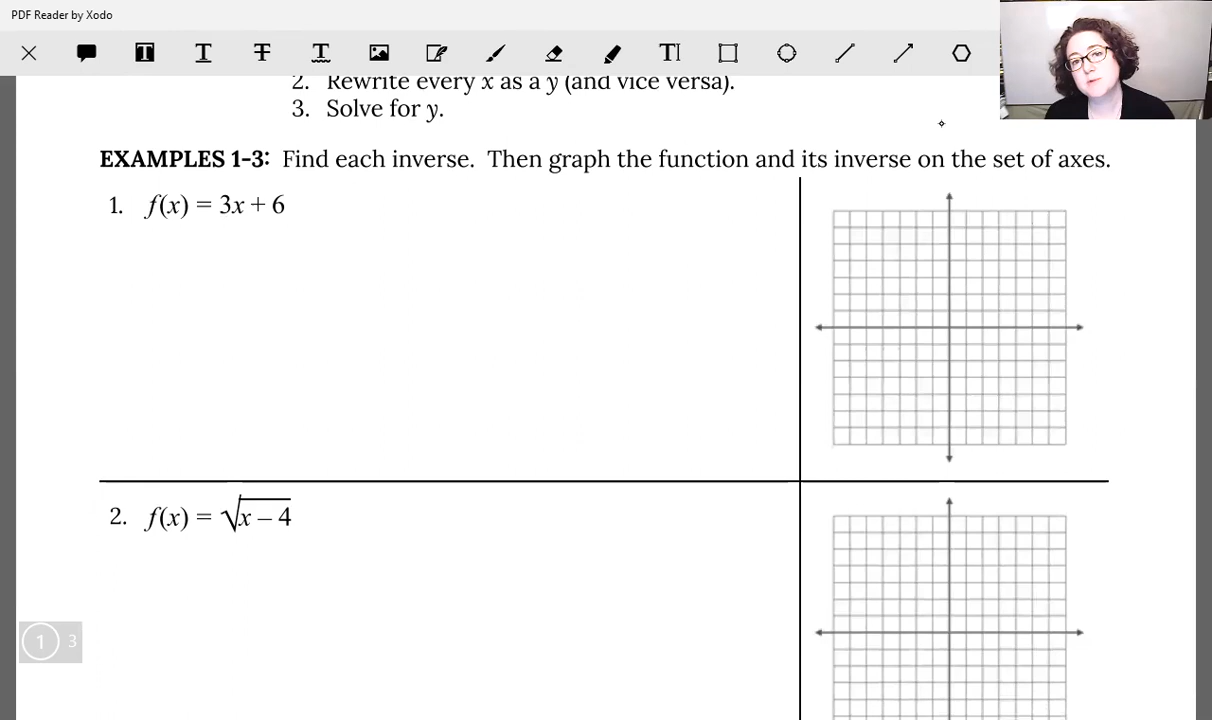 PDF Reader by Xodo
2. Rewrite every x as a y (and vice versa).
3. Solve for y.
EXAMPLES 1-3: Find each inverse. Then graph the function and its inverse on the set of axes.
1. f(x) = 3x + 6
2. f(x) = √(x – 4)
1 3